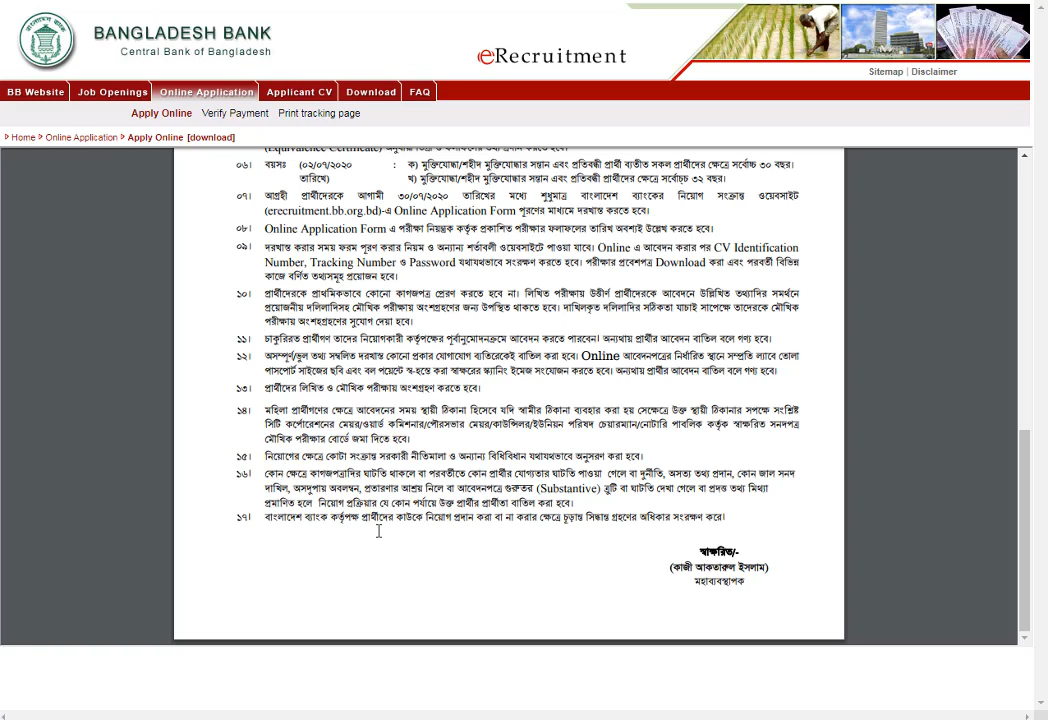 BANGLADESH BANK
Central Bank of Bangladesh
eRecruitment
Sitemap | Disclaimer
BB Website Job Openings Online Application Applicant CV Download FAQ
Apply Online Verify Payment Print tracking page
Home > Online Application > Apply Online [download]
(Equivalence Certificate)
০৬। বয়সঃ (০২/০৭/২০২০ : ক) মুক্তিযোদ্ধা/শহীদ মুক্তিযোদ্ধার সন্তান এবং প্রতিবন্ধী প্রার্থী ব্যতীত সকল প্রার্থীদের ক্ষেত্রে সর্বোচ্চ ৩০ বছর।
তারিখে) খ) মুক্তিযোদ্ধা/শহীদ মুক্তিযোদ্ধার সন্তান এবং প্রতিবন্ধী প্রার্থীদের ক্ষেত্রে সর্বোচ্চ ৩২ বছর।
০৭। আগ্রহী প্রার্থীদেরকে আগামী ৩০/০৭/২০২০ তারিখের মধ্যে শুধুমাত্র বাংলাদেশ ব্যাংকের নিয়োগ সংক্রান্ত ওয়েবসাইট
(erecruitment.bb.org.bd)-এ Online Application Form পূরণের মাধ্যমে দরখাস্ত করতে হবে।
০৮। Online Application Form এ পরীক্ষা নিয়ন্ত্রক কর্তৃক প্রকাশিত পরীক্ষার ফলাফলের তারিখ অবশ্যই উল্লেখ করতে হবে।
০৯। দরখাস্ত করার সময় ফরম পূরণ করার নিয়ম ও অন্যান্য শর্তাবলী ওয়েবসাইটে পাওয়া যাবে। Online এ আবেদন করার পর CV Identification
Number, Tracking Number ও Password যথাযথভাবে সংরক্ষণ করতে হবে। পরীক্ষার প্রবেশপত্র Download করা এবং পরবর্তী বিভিন্ন
কাজে বর্ণিত তথ্যসমূহ প্রয়োজন হবে।
১০। প্রার্থীদেরকে প্রাথমিকভাবে কোনো কাগজপত্র প্রেরণ করতে হবে না। লিখিত পরীক্ষায় উত্তীর্ণ প্রার্থীদেরকে আবেদনে উল্লিখিত তথ্যাদির সমর্থনে
প্রয়োজনীয় দলিলাদিসহ মৌখিক পরীক্ষায় অংশগ্রহণের জন্য উপস্থিত থাকতে হবে। দাখিলকৃত দলিলাদির সঠিকতা যাচাই সাপেক্ষে তাদেরকে মৌখিক
পরীক্ষায় অংশহগ্রহণের সুযোগ দেয়া হবে।
১১। চাকুরিরত প্রার্থীগণ তাদের নিয়োগকারী কর্তৃপক্ষের পূর্বানুমোদনক্রমে আবেদন করতে পারবেন। অন্যথায় প্রার্থীর আবেদন বাতিল বলে গণ্য হবে।
১২। অসম্পূর্ণ/ভুল তথ্য সম্বলিত দরখাস্ত কোনো প্রকার যোগাযোগ ব্যতিরেকেই বাতিল করা হবে। Online আবেদনপত্রের নির্ধারিত স্থানে সম্প্রতি ল্যাবে তোলা
পাসপোর্ট সাইজের ছবি এবং বল পয়েন্টে স্ব-হস্তে করা স্বাক্ষরের স্ক্যানিং ইমেজ সংযোজন করতে হবে। অন্যথায় প্রার্থীর আবেদন বাতিল বলে গণ্য হবে।
১৩। প্রার্থীদের লিখিত ও মৌখিক পরীক্ষায় অংশগ্রহণ করতে হবে।
১৪। মহিলা প্রার্থীগণের ক্ষেত্রে আবেদনের সময় স্থায়ী ঠিকানা হিসেবে যদি স্বামীর ঠিকানা ব্যবহার করা হয় সেক্ষেত্রে উক্ত স্থায়ী ঠিকানার সপক্ষে সংশ্লিষ্ট
সিটি কর্পোরেশনের মেয়র/ওয়ার্ড কমিশনার/পৌরসভার মেয়র/কাউন্সিলর/ইউনিয়ন পরিষদ চেয়ারম্যান/নোটারি পাবলিক কর্তৃক স্বাক্ষরিত সনদপত্র
মৌখিক পরীক্ষার বোর্ডে জমা দিতে হবে।
১৫। নিয়োগের ক্ষেত্রে কোটা সংক্রান্ত সরকারী নীতিমালা ও অন্যান্য বিধিবিধান যথাযথভাবে অনুসরণ করা হবে।
১৬। কোন ক্ষেত্রে কাগজপত্রাদির ঘাটতি থাকলে বা পরবর্তীতে কোন প্রার্থীর যোগ্যতার ঘাটতি পাওয়া গেলে বা দুর্নীতি, অসত্য তথ্য প্রদান, কোন জাল সনদ
দাখিল, অসদুপায় অবলম্বন, প্রতারণার আশ্রয় নিলে বা আবেদনপত্রে গুরুতর (Substantive) ত্রুটি বা ঘাটতি দেখা গেলে বা প্রদত্ত তথ্য মিথ্যা
প্রমাণিত হলে নিয়োগ প্রক্রিয়ার যে কোন পর্যায়ে উক্ত প্রার্থীর প্রার্থীতা বাতিল করা হবে।
১৭। বাংলাদেশ ব্যাংক কর্তৃপক্ষ প্রার্থীদের কাউকে নিয়োগ প্রদান করা বা না করার ক্ষেত্রে চূড়ান্ত সিদ্ধান্ত গ্রহণের অধিকার সংরক্ষণ করে।
স্বাক্ষরিত/-
(কাজী আকতারুল ইসলাম)
মহাব্যবস্থাপক